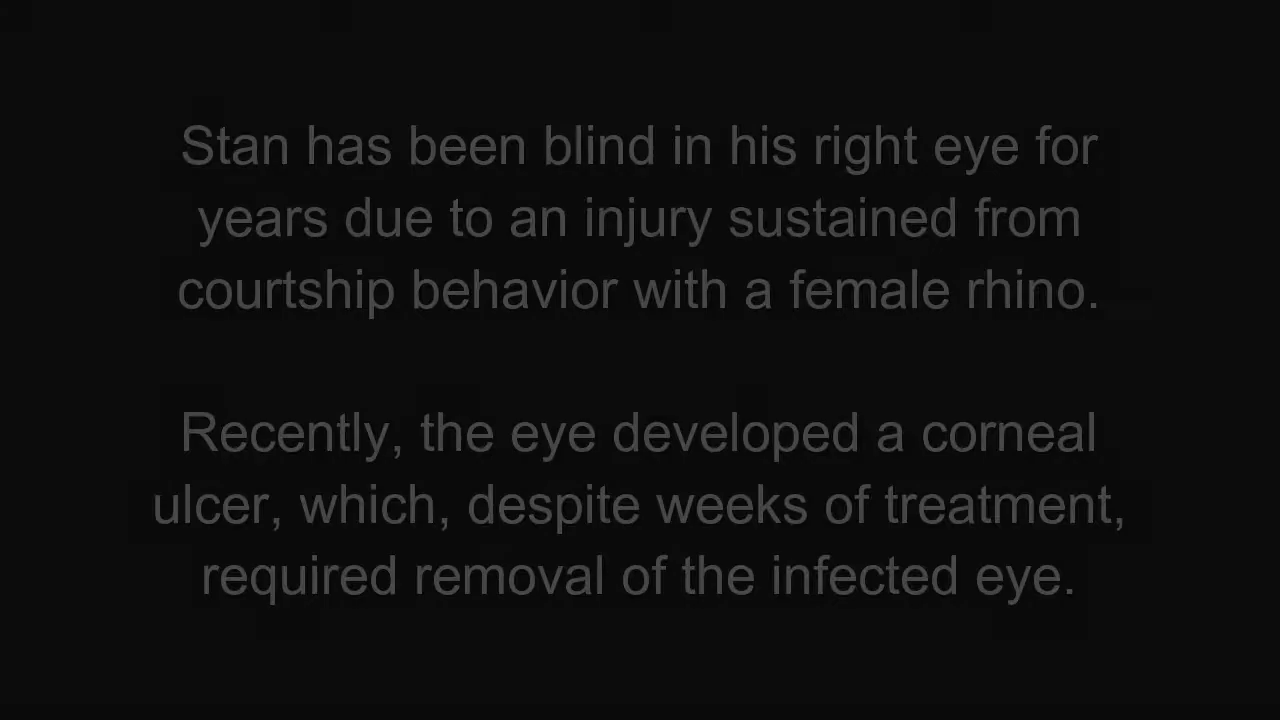 Stan has been blind in his right eye for
years due to an injury sustained from
courtship behavior with a female rhino.
Recently, the eye developed a corneal
ulcer, which, despite weeks of treatment,
required removal of the infected eye.